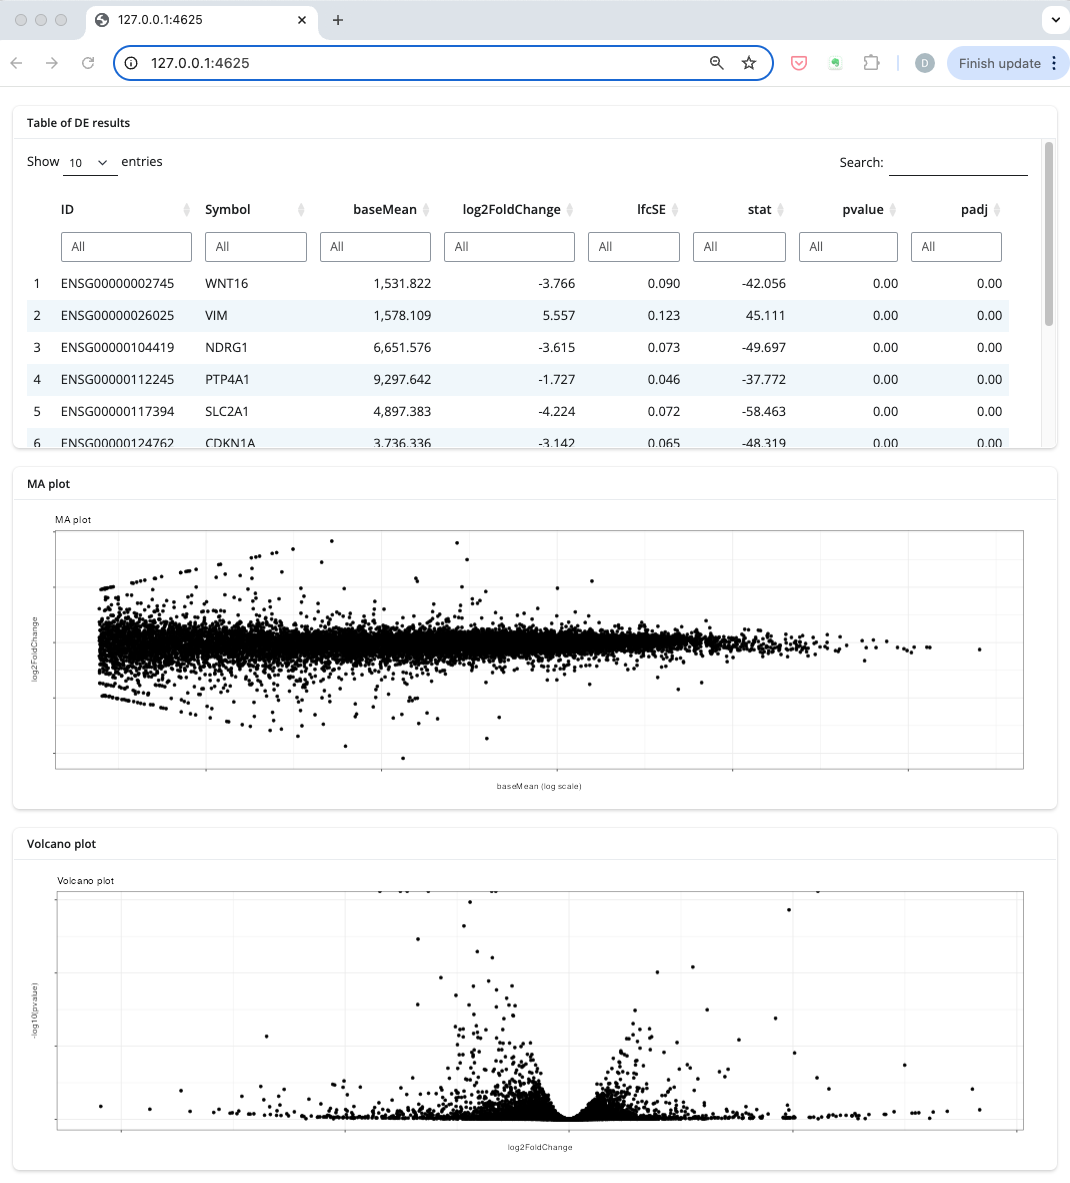 127.0.0.1:4625
127.0.0.1:4625
D
Finish update
Table of DE results
Show 10 entries
Search:
ID Symbol baseMean log2FoldChange lfcSE stat pvalue padj
All All All All All All All All
1 ENSG00000002745 WNT16 1,531.822 -3.766 0.090 -42.056 0.00 0.00
2 ENSG00000026025 VIM 1,578.109 5.557 0.123 45.111 0.00 0.00
3 ENSG00000104419 NDRG1 6,651.576 -3.615 0.073 -49.697 0.00 0.00
4 ENSG00000112245 PTP4A1 9,297.642 -1.727 0.046 -37.772 0.00 0.00
5 ENSG00000117394 SLC2A1 4,897.383 -4.224 0.072 -58.463 0.00 0.00
6 ENSG00000124762 CDKN1A 3,736.336 -3.142 0.065 -48.319 0.00 0.00
MA plot
MA plot
log2FoldChange
baseMean (log scale)
Volcano plot
Volcano plot
-log10(pvalue)
log2FoldChange